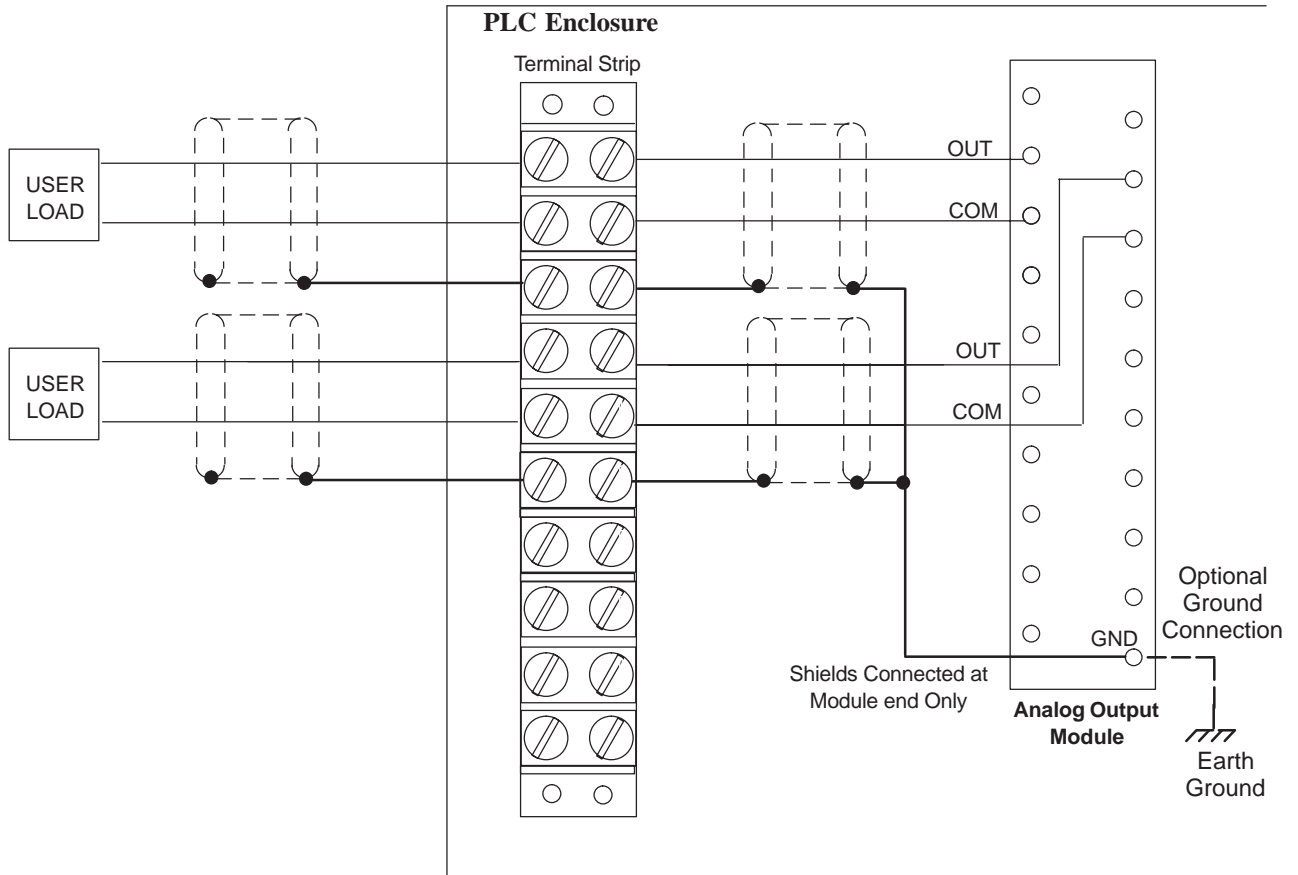 PLC Enclosure
Terminal Strip
USER
LOAD
OUT
COM
USER
LOAD
OUT
COM
Optional
Ground
Connection
GND
Shields Connected at
Module end Only
Analog Output
Module
Earth
Ground